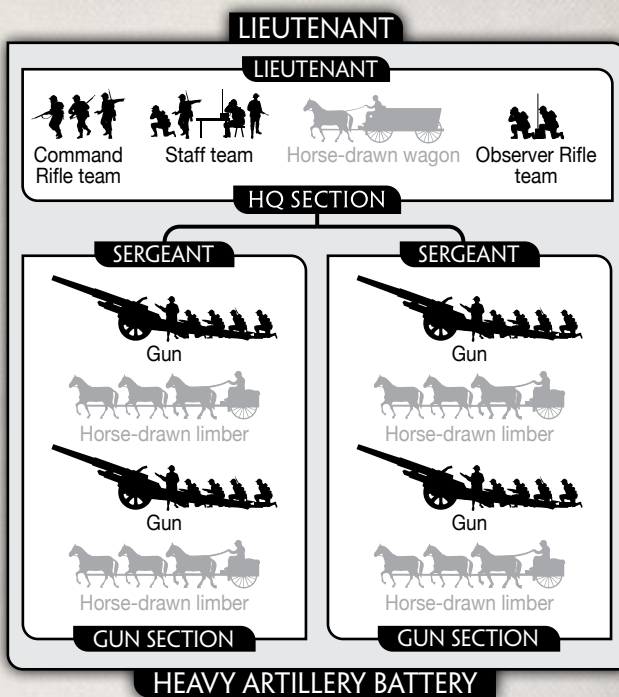 LIEUTENANT
LIEUTENANT
Command
Rifle team
Staff team
Horse-drawn wagon
Observer Rifle
team
HQ SECTION
SERGEANT
Gun
Horse-drawn limber
Gun
Horse-drawn limber
GUN SECTION
SERGEANT
Gun
Horse-drawn limber
Gun
Horse-drawn limber
GUN SECTION
HEAVY ARTILLERY BATTERY